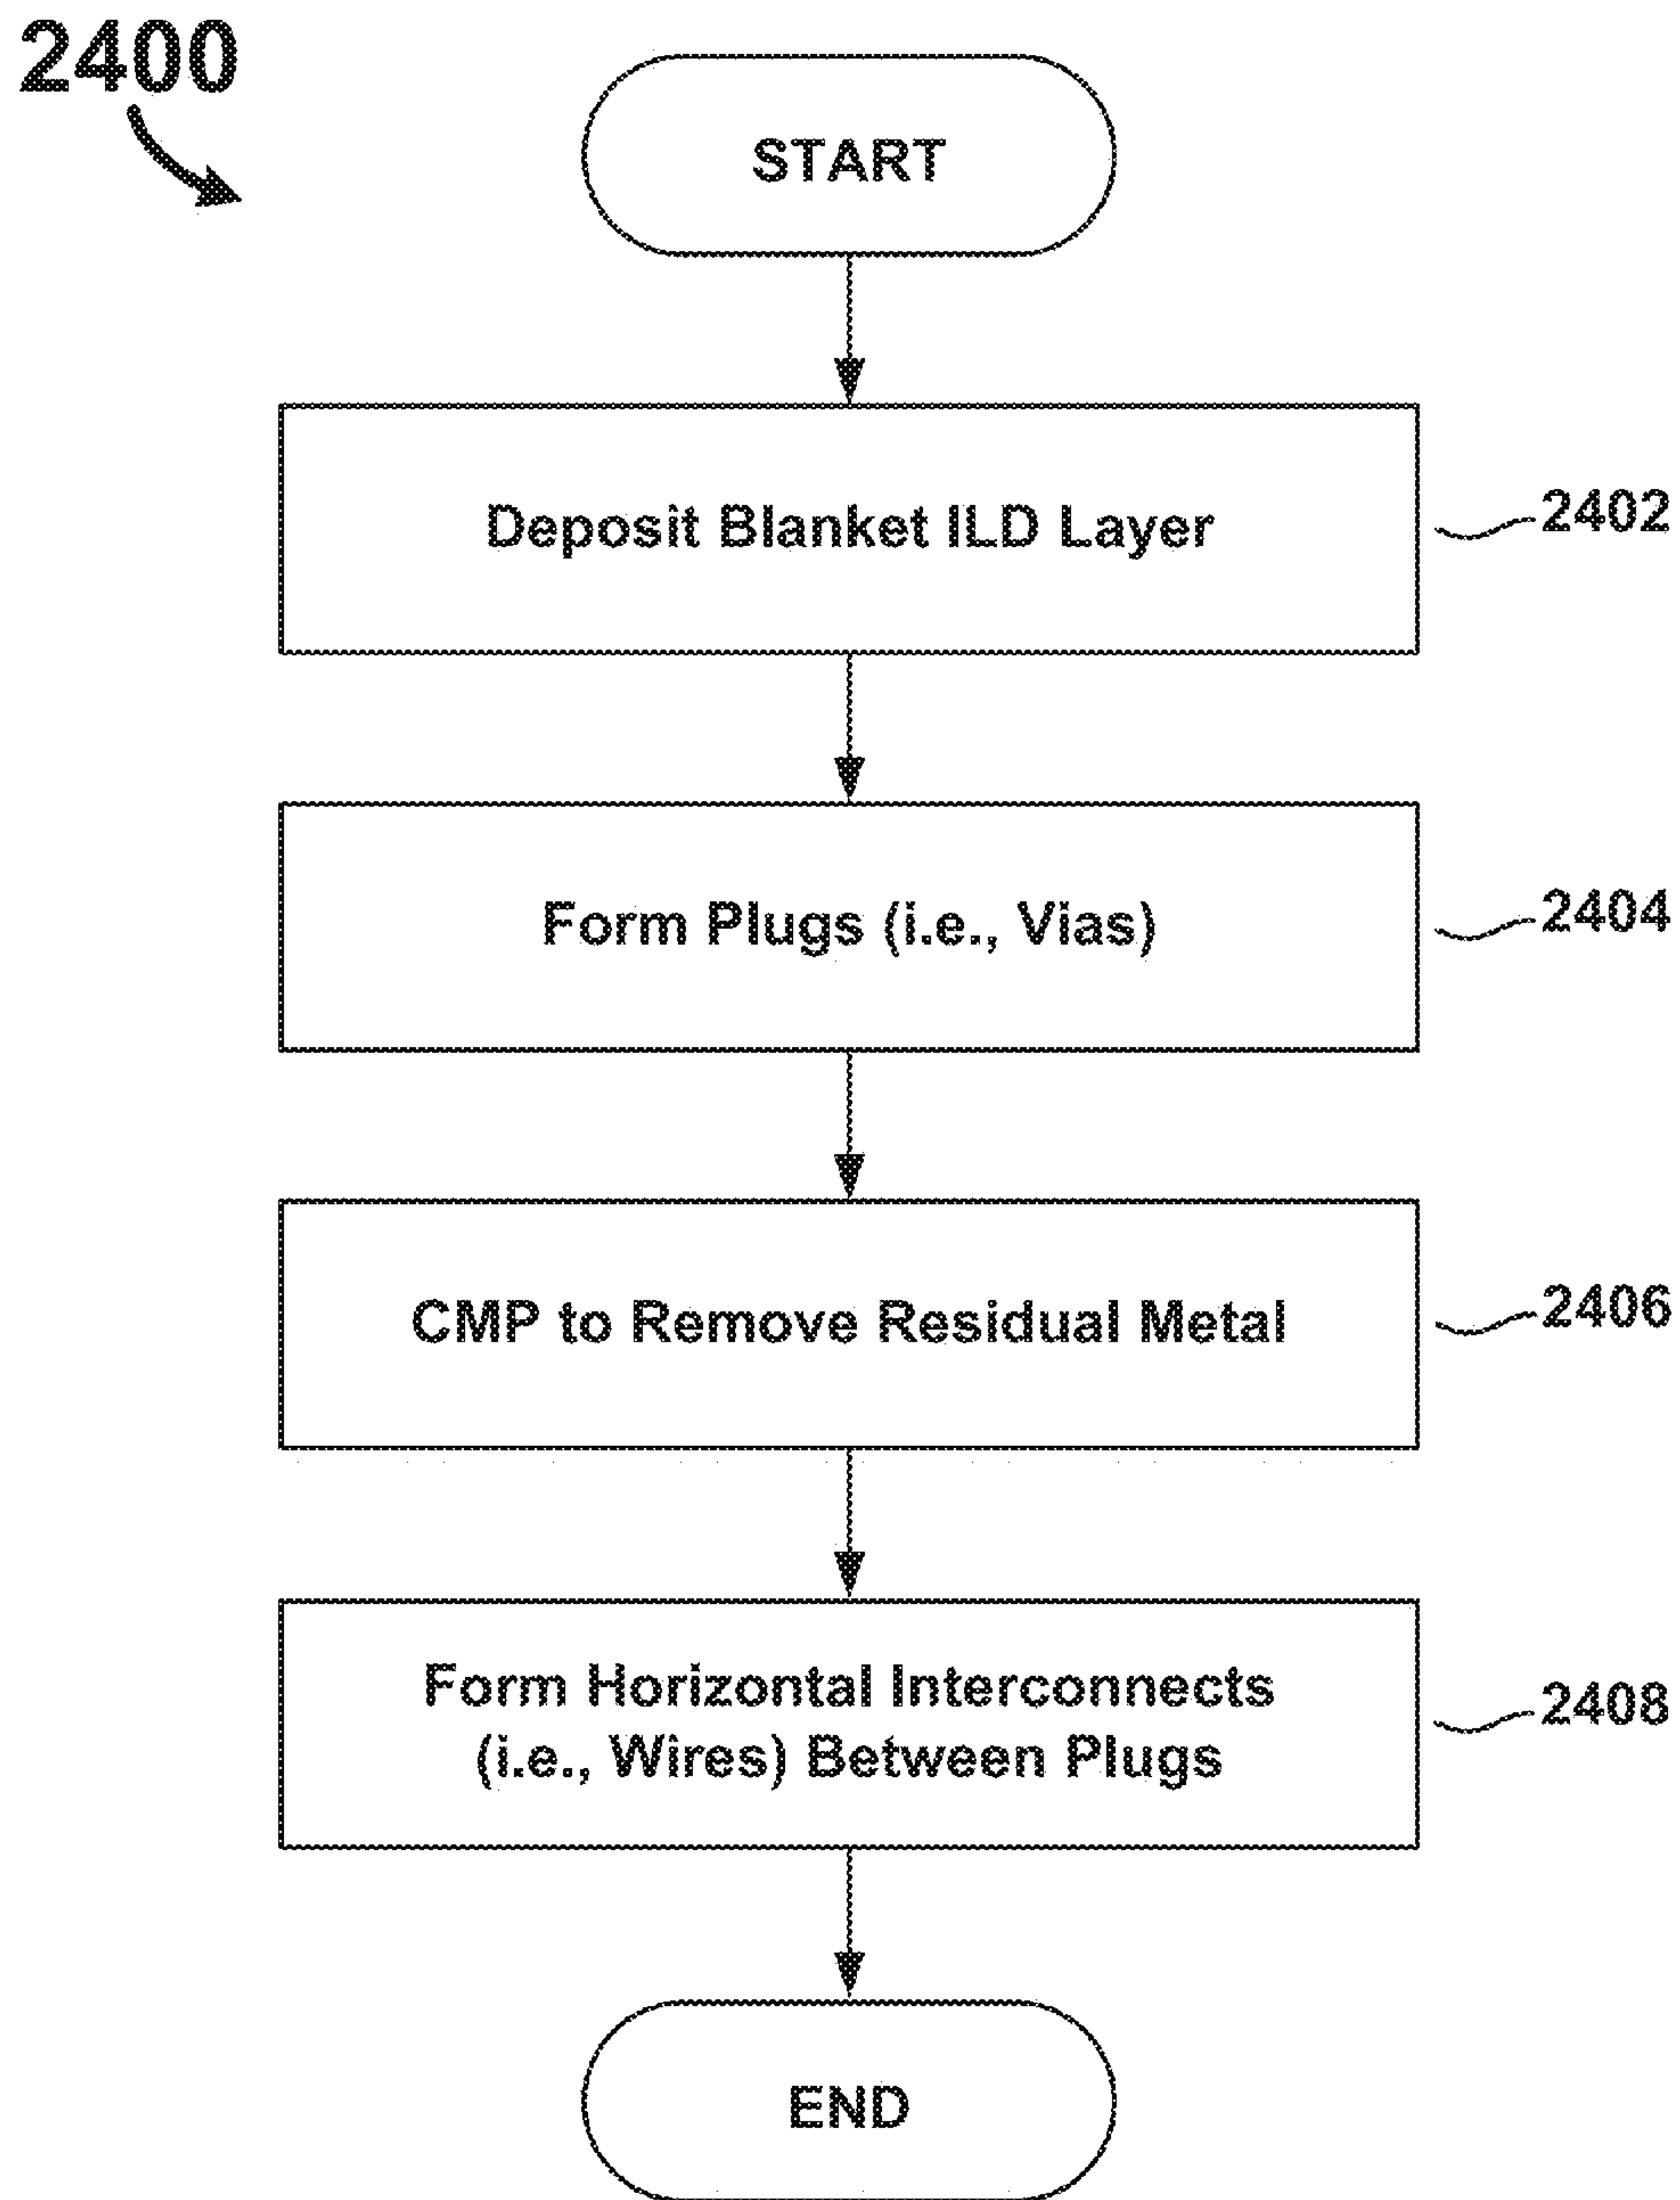 2400
START
Deposit Blanket ILD Layer
2402
Form Plugs (i.e., Vias)
2404
CMP to Remove Residual Metal
2406
Form Horizontal Interconnects
(i.e., Wires) Between Plugs
2408
END